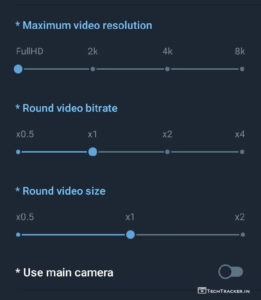 * Maximum video resolution
FullHD 2k 4k 8k
* Round video bitrate
x0.5 x1 x2 x4
* Round video size
x0.5 x1 x2
* Use main camera
TECHTRACKER.IN